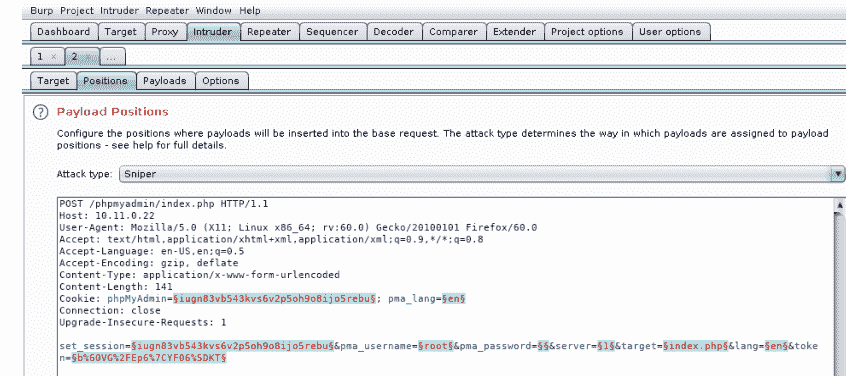 Burp Project Intruder Repeater Window Help
Dashboard Target Proxy Intruder Repeater Sequencer Decoder Comparer Extender Project options User options
1 × 2 × ...
Target Positions Payloads Options
? Payload Positions
Configure the positions where payloads will be inserted into the base request. The attack type determines the way in which payloads are assigned to payload
positions - see help for full details.
Attack type: Sniper
POST /phpmyadmin/index.php HTTP/1.1
Host: 10.11.0.22
User-Agent: Mozilla/5.0 (X11; Linux x86_64; rv:60.0) Gecko/20100101 Firefox/60.0
Accept: text/html,application/xhtml+xml,application/xml;q=0.9,*/*;q=0.8
Accept-Language: en-US,en;q=0.5
Accept-Encoding: gzip, deflate
Content-Type: application/x-www-form-urlencoded
Content-Length: 141
Cookie: phpMyAdmin=§iugn83vb543kvs6v2p5oh9o8ijo5rebu§; pma_lang=§en§
Connection: close
Upgrade-Insecure-Requests: 1
set_session=§iugn83vb543kvs6v2p5oh9o8ijo5rebu§&pma_username=§root§&pma_password=§§&server=§1§&target=§index.php§&lang=§en§&toke
n=§b%60VG%2FEp6%7CYF06%5DKT§